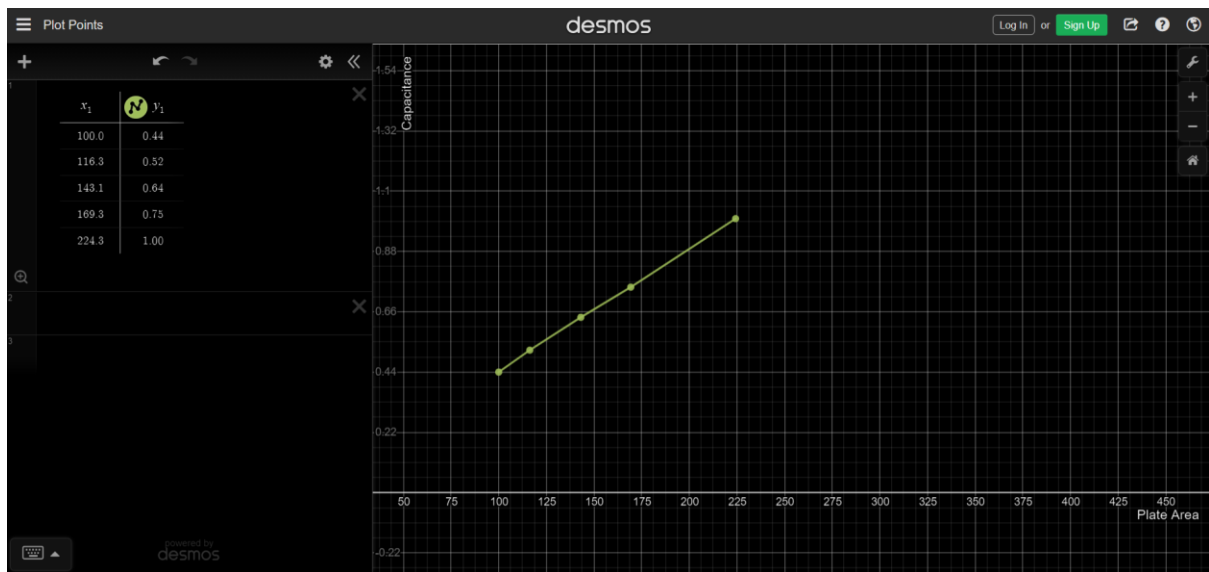 Plot Points
desmos
Log In or Sign Up
1
x₁ y₁
100.0 0.44
116.3 0.52
143.1 0.64
169.3 0.75
224.3 1.00
2
3
powered by
desmos
Capacitance
1.54
1.32
1.1
0.88
0.66
0.44
0.22
-0.22
50 75 100 125 150 175 200 225 250 275 300 325 350 375 400 425 450
Plate Area